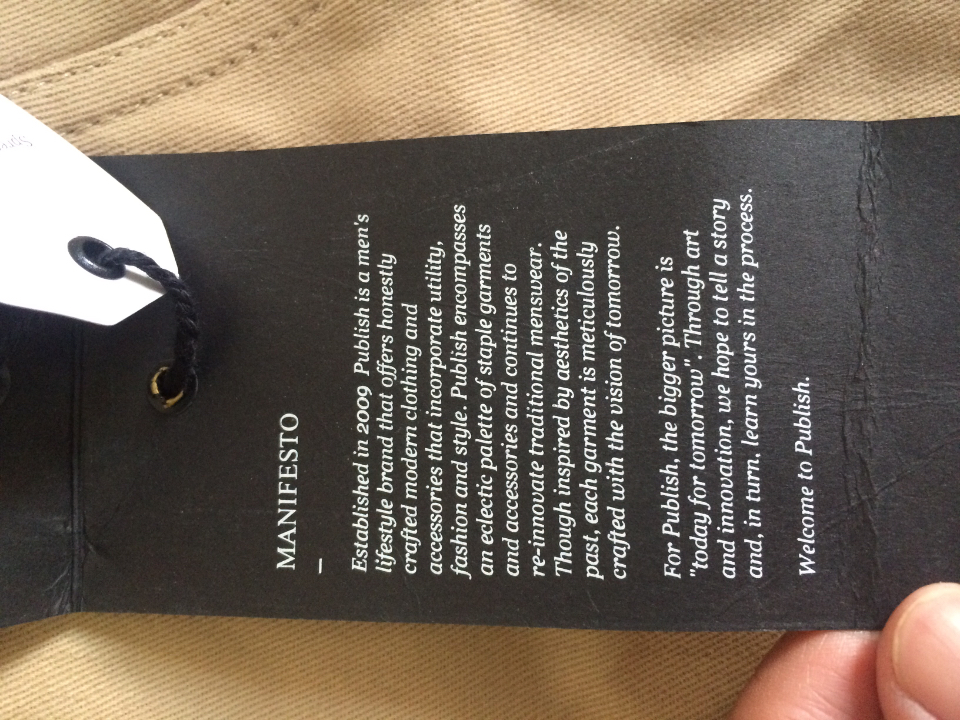 MANIFESTO
–
Established in 2009 Publish is a men's
lifestyle brand that offers honestly
crafted modern clothing and
accessories that incorporate utility,
fashion and style. Publish encompasses
an eclectic palette of staple garments
and accessories and continues to
re-innovate traditional menswear.
Though inspired by aesthetics of the
past, each garment is meticulously
crafted with the vision of tomorrow.
For Publish, the bigger picture is
"today for tomorrow". Through art
and innovation, we hope to tell a story
and, in turn, learn yours in the process.
Welcome to Publish.